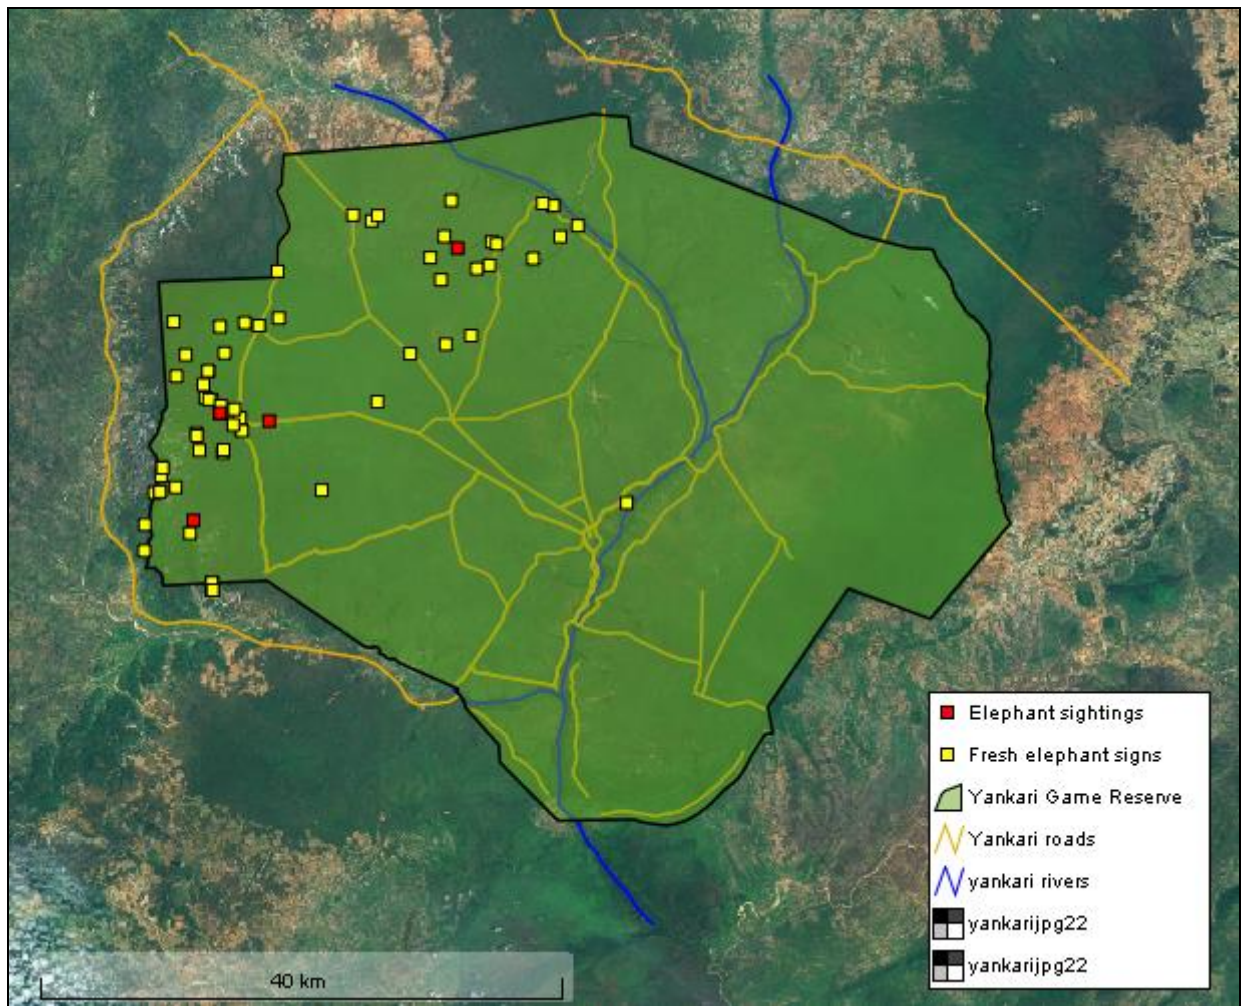 Elephant sightings
Fresh elephant signs
Yankari Game Reserve
Yankari roads
yankari rivers
yankarijpg22
yankarijpg22
40 km